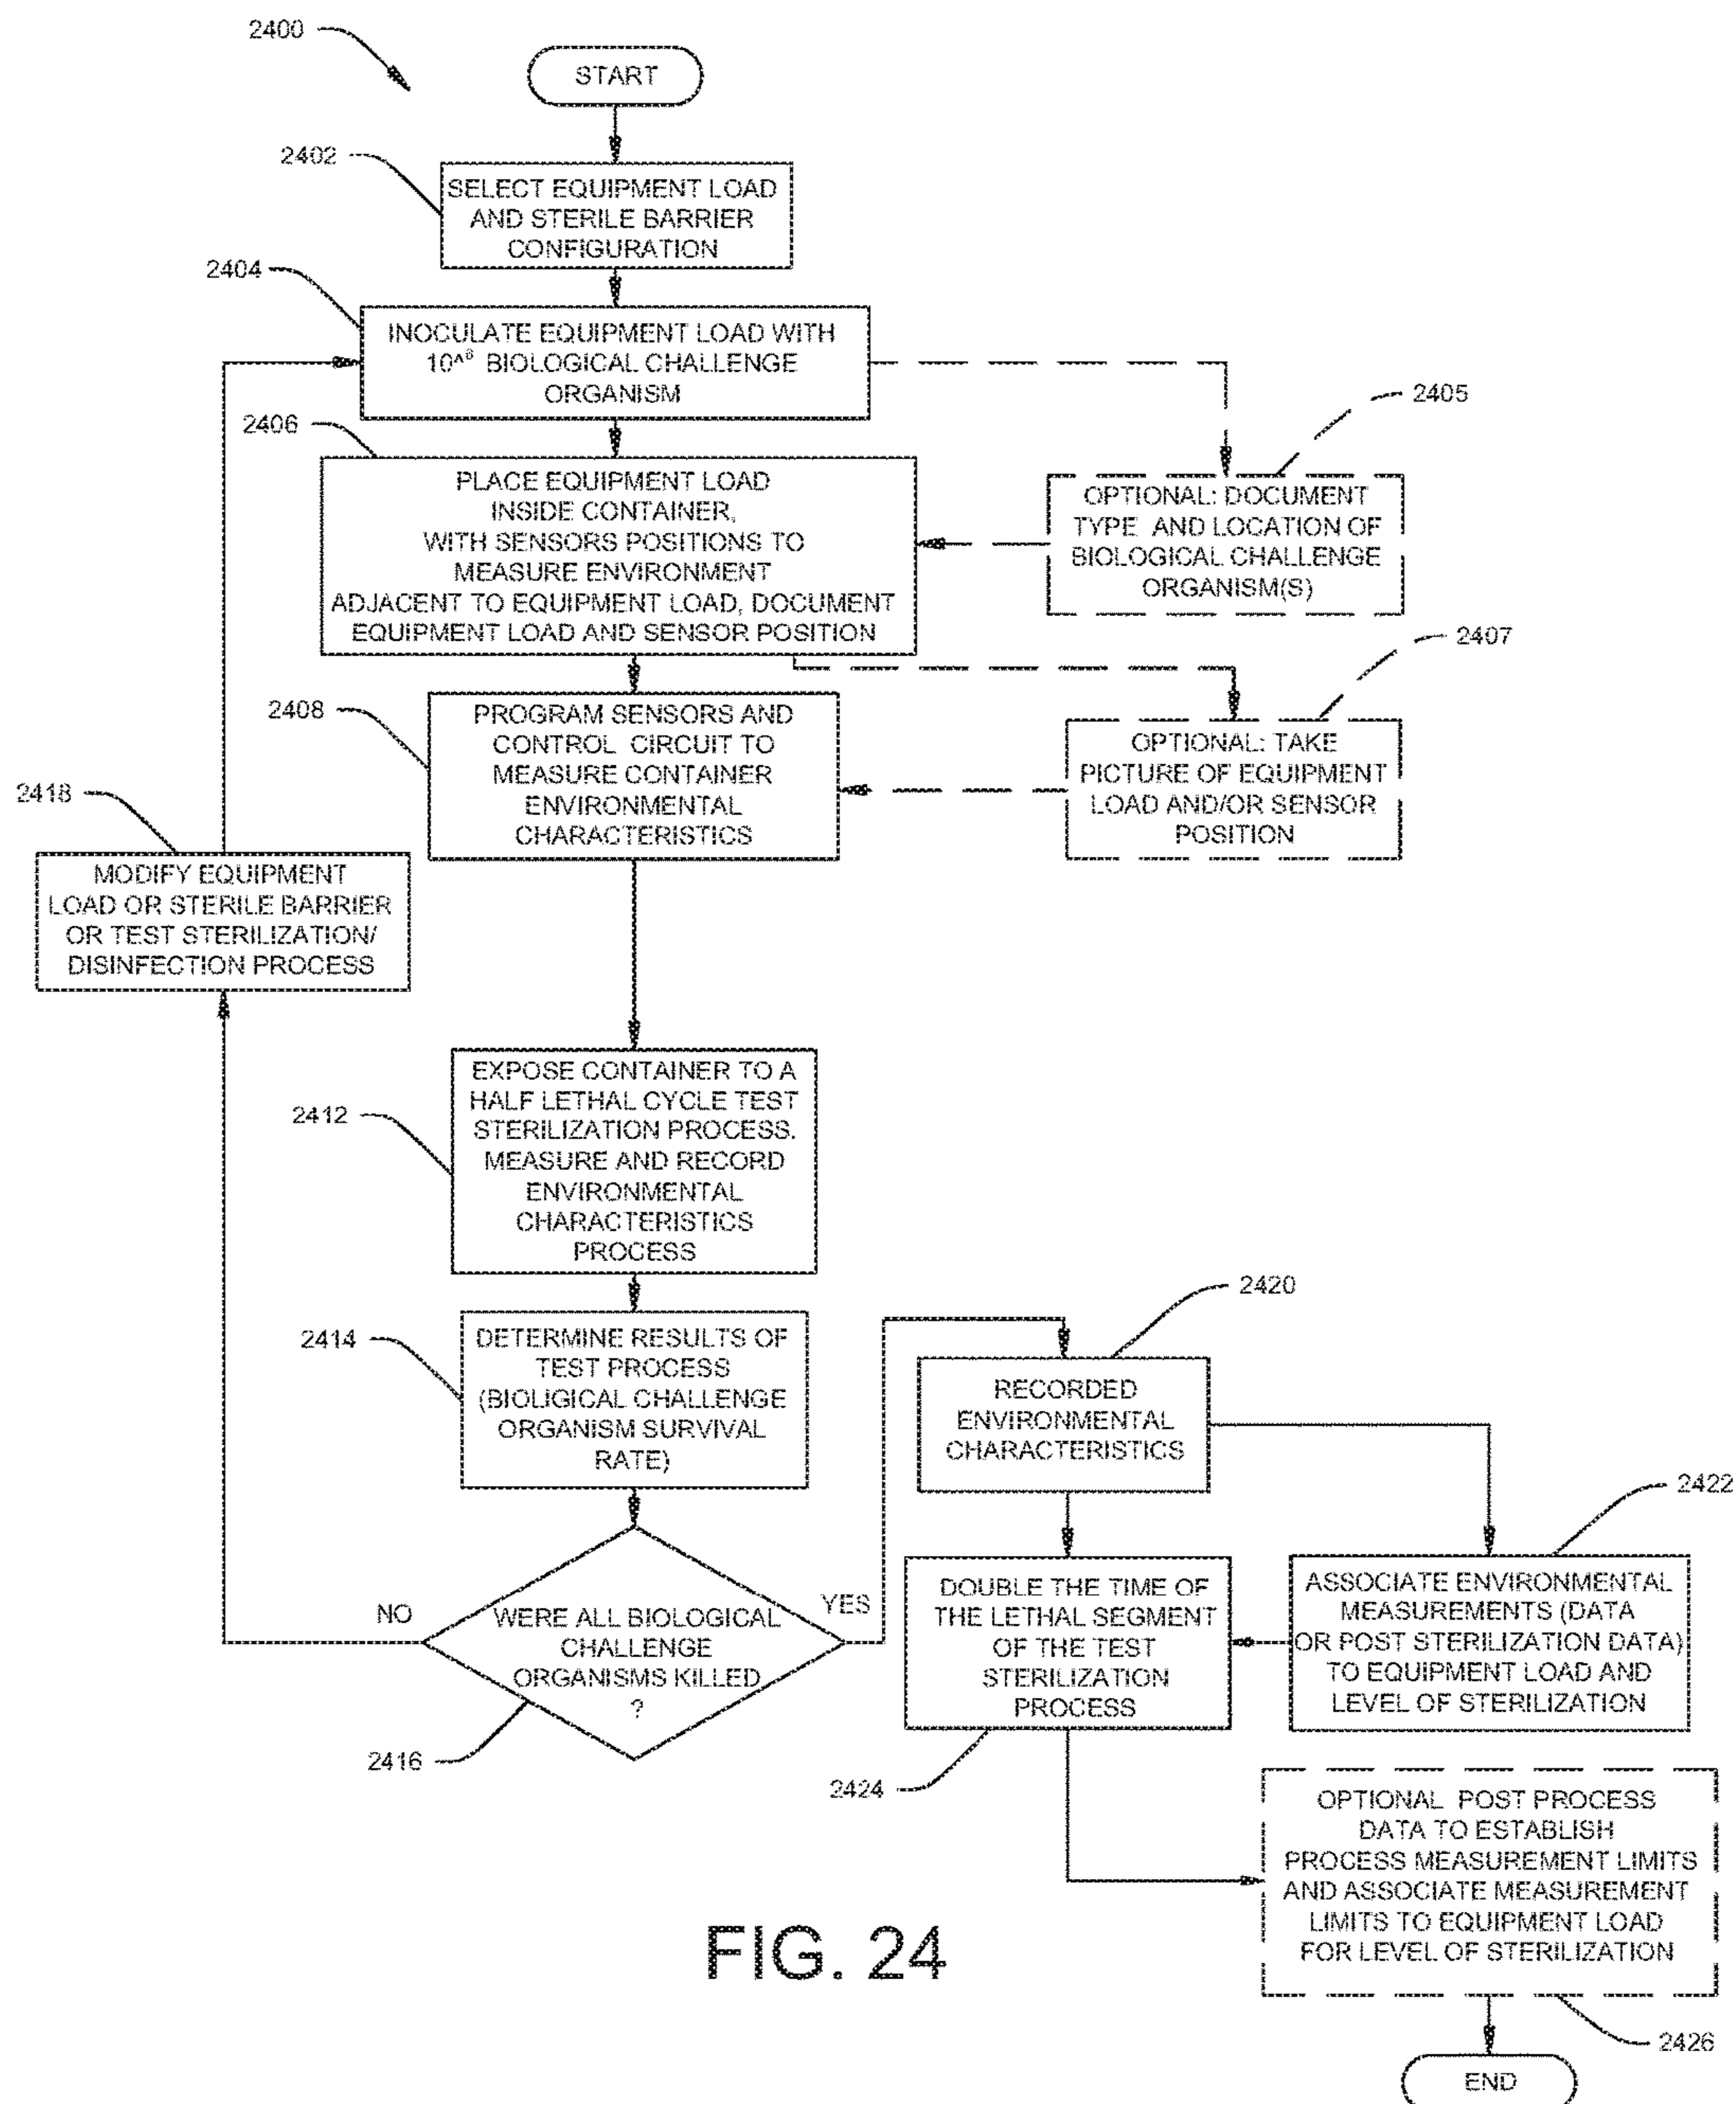 2400
START
2402
SELECT EQUIPMENT LOAD
AND STERILE BARRIER
CONFIGURATION
2404
INOCULATE EQUIPMENT LOAD WITH
10^⁶ BIOLOGICAL CHALLENGE
ORGANISM
2405
OPTIONAL: DOCUMENT
TYPE AND LOCATION OF
BIOLOGICAL CHALLENGE
ORGANISM(S)
2406
PLACE EQUIPMENT LOAD
INSIDE CONTAINER,
WITH SENSORS POSITIONS TO
MEASURE ENVIRONMENT
ADJACENT TO EQUIPMENT LOAD, DOCUMENT
EQUIPMENT LOAD AND SENSOR POSITION
2407
OPTIONAL: TAKE
PICTURE OF EQUIPMENT
LOAD AND/OR SENSOR
POSITION
2408
PROGRAM SENSORS AND
CONTROL CIRCUIT TO
MEASURE CONTAINER
ENVIRONMENTAL
CHARACTERISTICS
2418
MODIFY EQUIPMENT
LOAD OR STERILE BARRIER
OR TEST STERILIZATION/
DISINFECTION PROCESS
2412
EXPOSE CONTAINER TO A
HALF LETHAL CYCLE TEST
STERILIZATION PROCESS.
MEASURE AND RECORD
ENVIRONMENTAL
CHARACTERISTICS
PROCESS
2414
DETERMINE RESULTS OF
TEST PROCESS
(BIOLIGICAL CHALLENGE
ORGANISM SURVIVAL
RATE)
2416
WERE ALL BIOLOGICAL
CHALLENGE
ORGANISMS KILLED
?
NO
YES
2420
RECORDED
ENVIRONMENTAL
CHARACTERISTICS
2422
ASSOCIATE ENVIRONMENTAL
MEASUREMENTS (DATA
OR POST STERILIZATION DATA)
TO EQUIPMENT LOAD AND
LEVEL OF STERILIZATION
2424
DOUBLE THE TIME OF
THE LETHAL SEGMENT
OF THE TEST
STERILIZATION
PROCESS
OPTIONAL POST PROCESS
DATA TO ESTABLISH
PROCESS MEASUREMENT LIMITS
AND ASSOCIATE MEASUREMENT
LIMITS TO EQUIPMENT LOAD
FOR LEVEL OF STERILIZATION
2426
END
FIG. 24